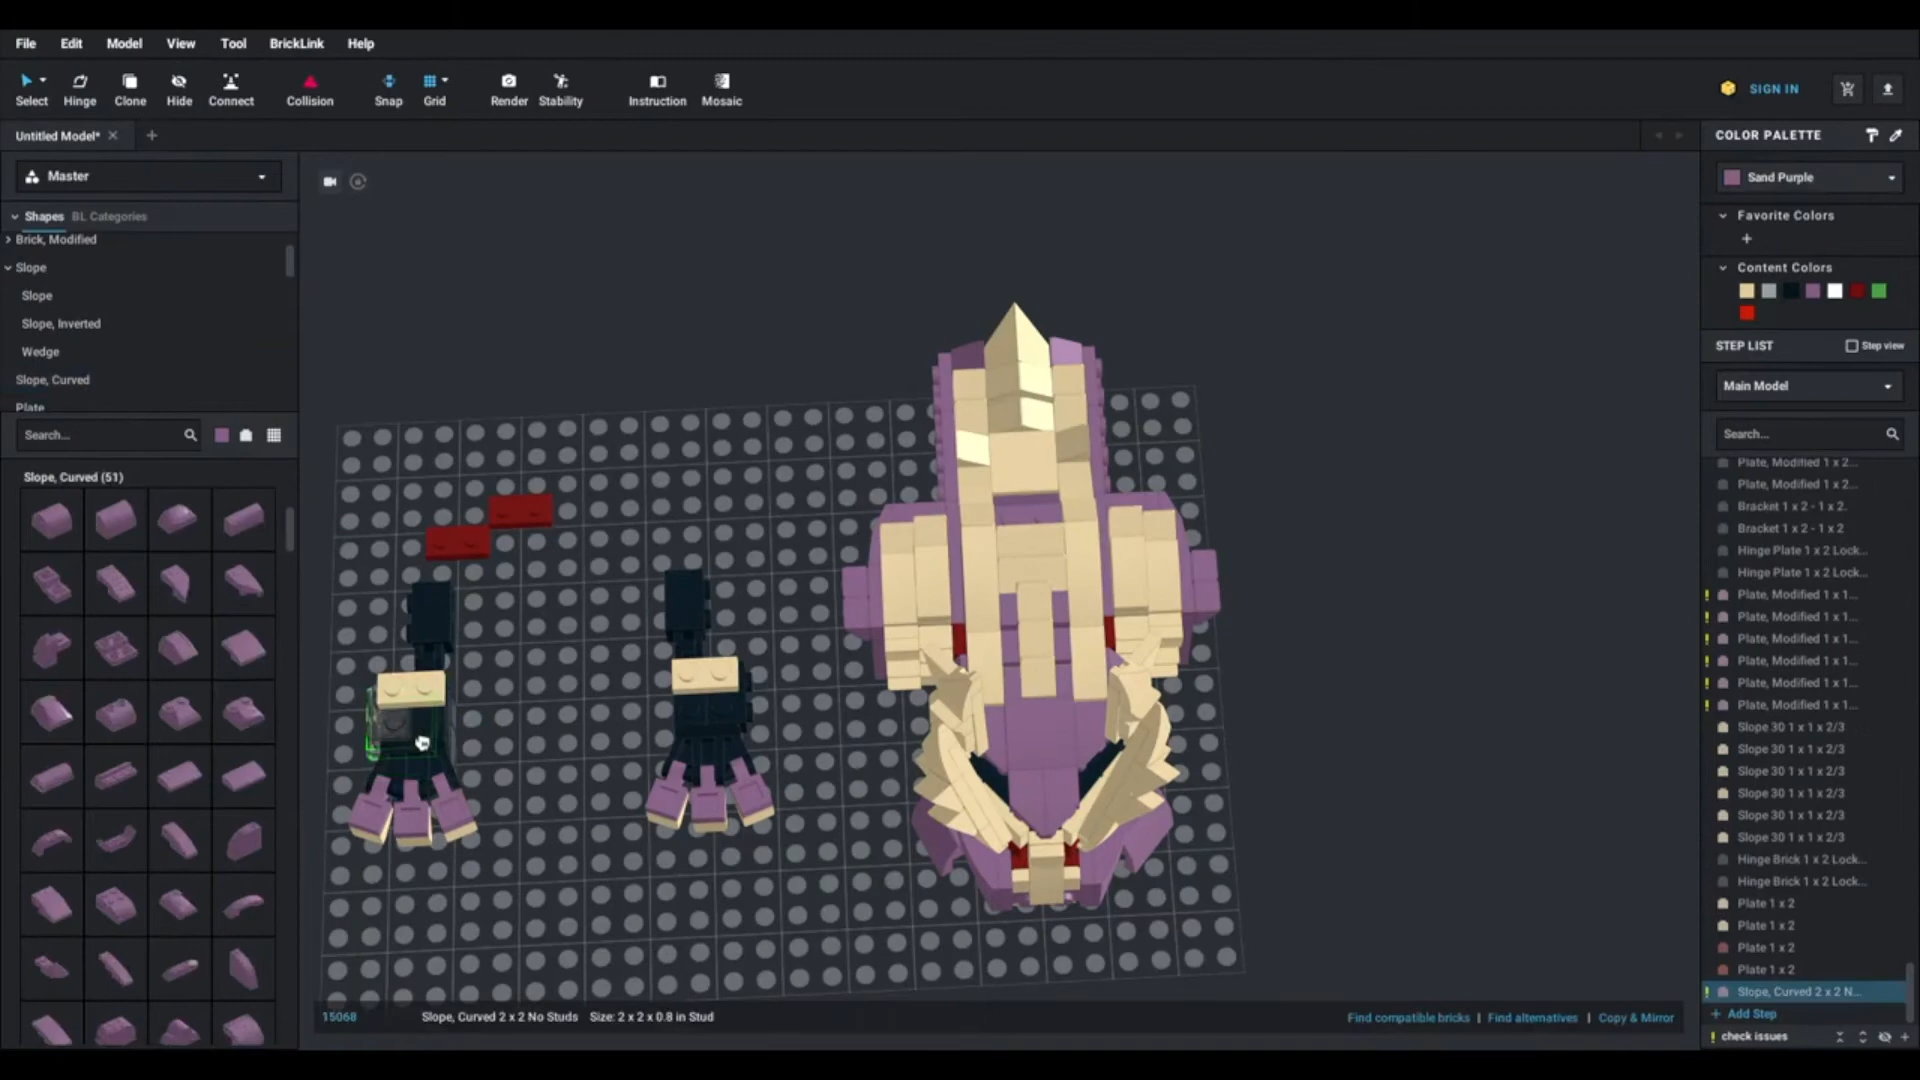 File Edit Model View Tool BrickLink Help
Select Hinge Clone Hide Connect Collision Snap Grid Render Stability Instruction Mosaic
SIGN IN
Untitled Model*
COLOR PALETTE
Master
Sand Purple
Shapes BL Categories
Favorite Colors
Brick, Modified
Slope
Content Colors
Slope
Slope, Inverted
Wedge
STEP LIST Step view
Slope, Curved
Main Model
Plate
Search...
Search...
Slope, Curved (51)
Plate, Modified 1 x 2...
Plate, Modified 1 x 2...
Bracket 1 x 2 - 1 x 2.
Bracket 1 x 2 - 1 x 2
Hinge Plate 1 x 2 Lock...
Hinge Plate 1 x 2 Lock...
Plate, Modified 1 x 1...
Plate, Modified 1 x 1...
Plate, Modified 1 x 1...
Plate, Modified 1 x 1...
Plate, Modified 1 x 1...
Plate, Modified 1 x 1...
Slope 30 1 x 1 x 2/3
Slope 30 1 x 1 x 2/3
Slope 30 1 x 1 x 2/3
Slope 30 1 x 1 x 2/3
Slope 30 1 x 1 x 2/3
Slope 30 1 x 1 x 2/3
Hinge Brick 1 x 2 Lock...
Hinge Brick 1 x 2 Lock...
Plate 1 x 2
Plate 1 x 2
Plate 1 x 2
Plate 1 x 2
Slope, Curved 2 x 2 N...
+ Add Step
check issues
15068 Slope, Curved 2 x 2 No Studs Size: 2 x 2 x 0.8 in Stud
Find compatible bricks | Find alternatives | Copy & Mirror